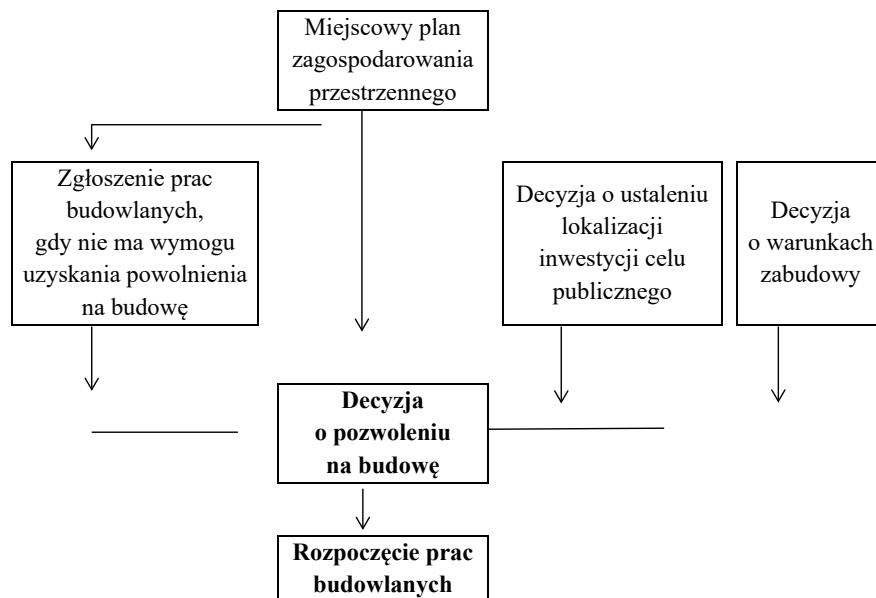 Miejscowy plan
zagospodarowania
przestrzennego
Zgłoszenie prac
budowlanych,
gdy nie ma wymogu
uzyskania powolnienia
na budowę
Decyzja o ustaleniu
lokalizacji
inwestycji celu
publicznego
Decyzja
o warunkach
zabudowy
Decyzja
o pozwoleniu
na budowę
Rozpoczęcie prac
budowlanych